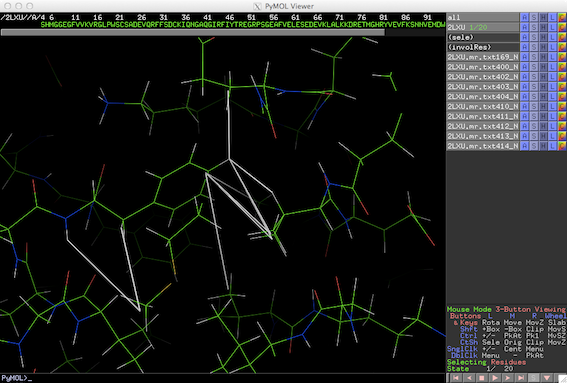 PyMOL Viewer
/2LXU//A/4 6 11 16 21 26 31 36 41 46 51 56 61 66 71 76 81 86 91
SHMGGEGFVVKVRGLPWSCSADEVQRFFSDCKIQNGAQGIRFIYTREGRPSGEAFVELESEDEVKLALKKDRETMGHRYVEVFKSNNVEMDW
all A S H L C
2LXU 1/20 A S H L C
(sele) A S H L C
(involRes) A S H L C
2LXU.mr.txt169_N A S H L C
2LXU.mr.txt400_N A S H L C
2LXU.mr.txt402_N A S H L C
2LXU.mr.txt403_N A S H L C
2LXU.mr.txt404_N A S H L C
2LXU.mr.txt410_N A S H L C
2LXU.mr.txt411_N A S H L C
2LXU.mr.txt412_N A S H L C
2LXU.mr.txt413_N A S H L C
2LXU.mr.txt414_N A S H L C
Mouse Mode 3-Button Viewing
Buttons L M R Wheel
& Keys Rota Move MovZ Slab
Shft +Box -Box Clip MovS
Ctrl +/- PkAt Pk1 MvSZ
CtSh Sele Orig Clip MovZ
SnglClk +/- Cent Menu
DblClk Menu - PkAt
Selecting Residues
State 1/ 20
PyMOL>_